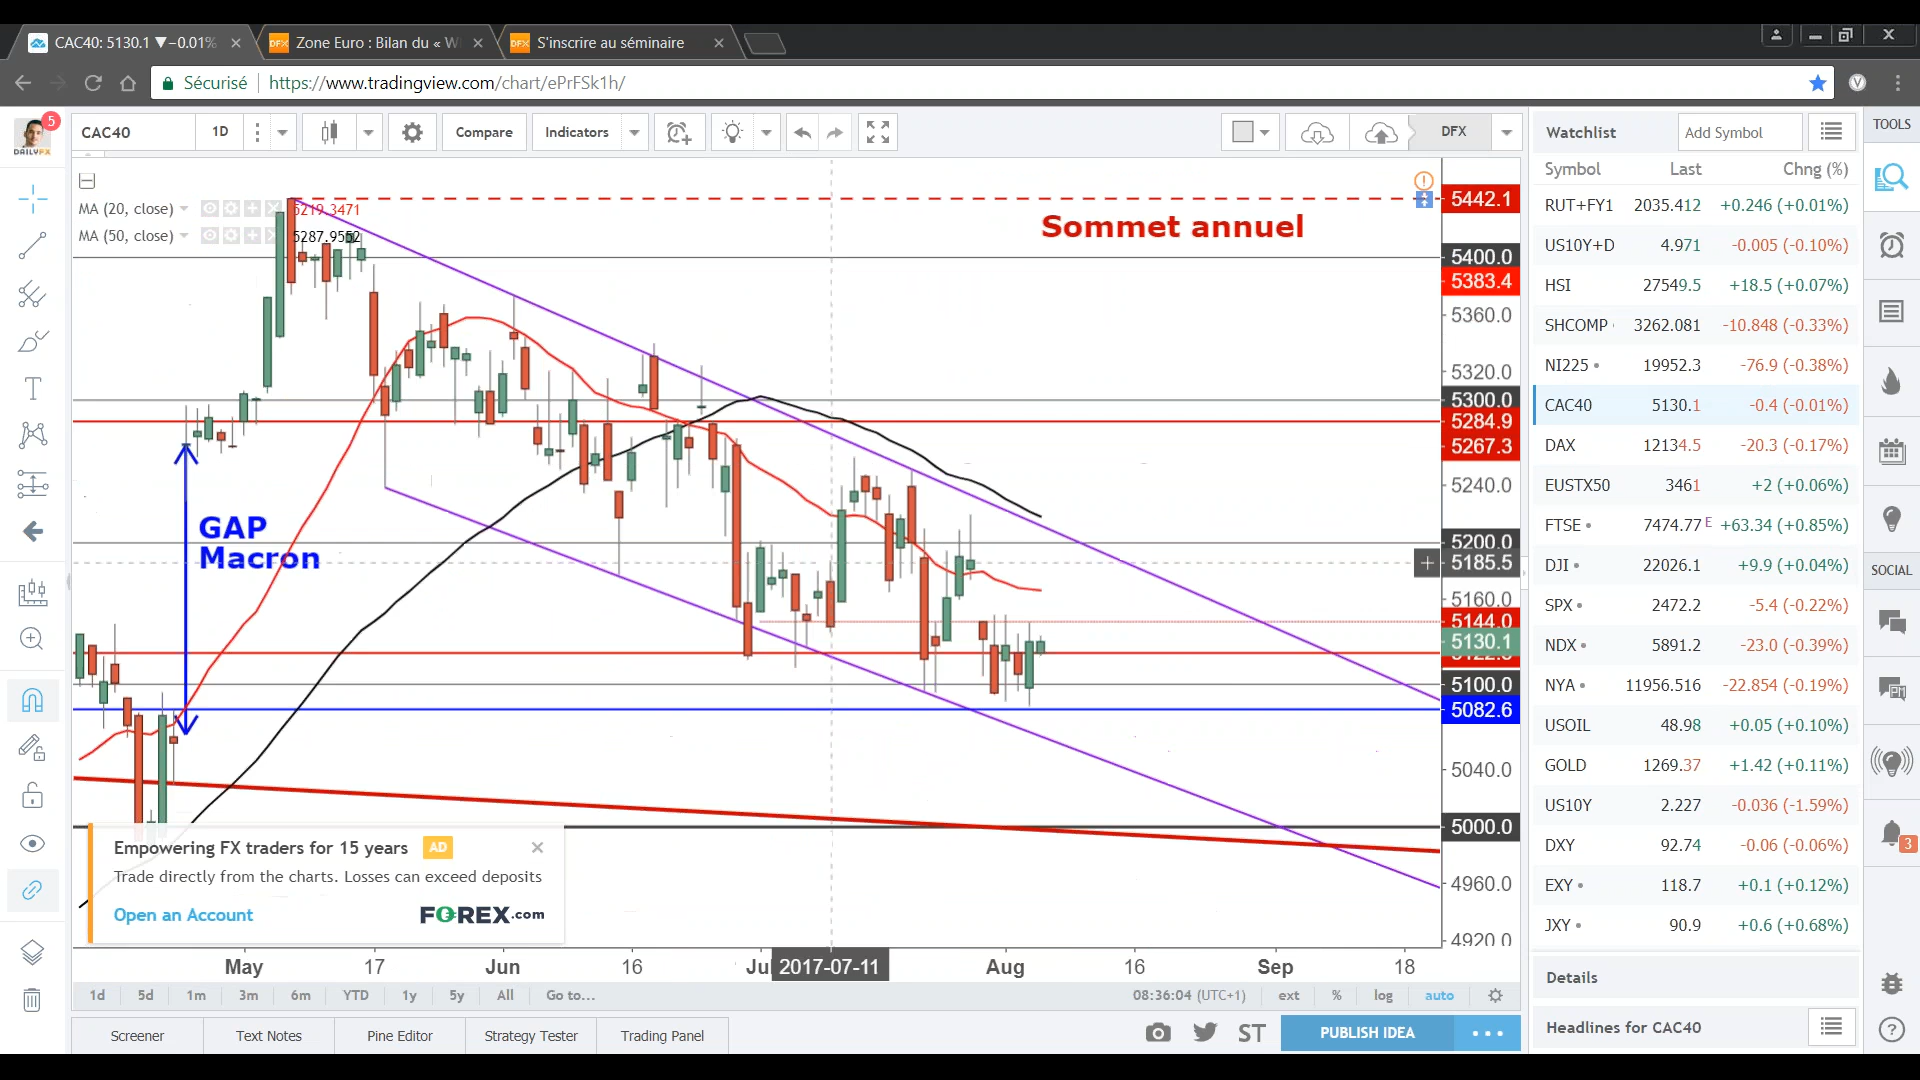 CAC40: 5130.1 ▼−0.01%
Zone Euro : Bilan du « W
S'inscrire au séminaire
Sécurisé
https://www.tradingview.com/chart/ePrFSk1h/
V
5
DAILYFX
CAC40
1D
Compare
Indicators
DFX
Watchlist
Add Symbol
TOOLS
Symbol Last Chng (%)
MA (20, close)
5219.3471
MA (50, close)
5287.9552
Sommet annuel
GAP
Macron
5442.1
5400.0
5383.4
5360.0
5320.0
5300.0
5284.9
5267.3
5240.0
5200.0
5185.5
5160.0
5144.0
5130.1
5100.0
5082.6
5040.0
5000.0
4960.0
4920.0
RUT+FY1 2035.412 +0.246 (+0.01%)
US10Y+D 4.971 -0.005 (-0.10%)
HSI 27549.5 +18.5 (+0.07%)
SHCOMP 3262.081 -10.848 (-0.33%)
NI225 19952.3 -76.9 (-0.38%)
CAC40 5130.1 -0.4 (-0.01%)
DAX 12134.5 -20.3 (-0.17%)
EUSTX50 3461 +2 (+0.06%)
FTSE 7474.77 E +63.34 (+0.85%)
DJI 22026.1 +9.9 (+0.04%)
SPX 2472.2 -5.4 (-0.22%)
NDX 5891.2 -23.0 (-0.39%)
NYA 11956.516 -22.854 (-0.19%)
USOIL 48.98 +0.05 (+0.10%)
GOLD 1269.37 +1.42 (+0.11%)
US10Y 2.227 -0.036 (-1.59%)
DXY 92.74 -0.06 (-0.06%)
EXY 118.7 +0.1 (+0.12%)
JXY 90.9 +0.6 (+0.68%)
SOCIAL
3
Empowering FX traders for 15 years AD
Trade directly from the charts. Losses can exceed deposits
Open an Account
FOREX.com
May 17 Jun 16 Jul 2017-07-11 Aug 16 Sep 18
1d 5d 1m 3m 6m YTD 1y 5y All Go to...
08:36:04 (UTC+1) ext % log auto
Details
Headlines for CAC40
Screener Text Notes Pine Editor Strategy Tester Trading Panel
ST
PUBLISH IDEA